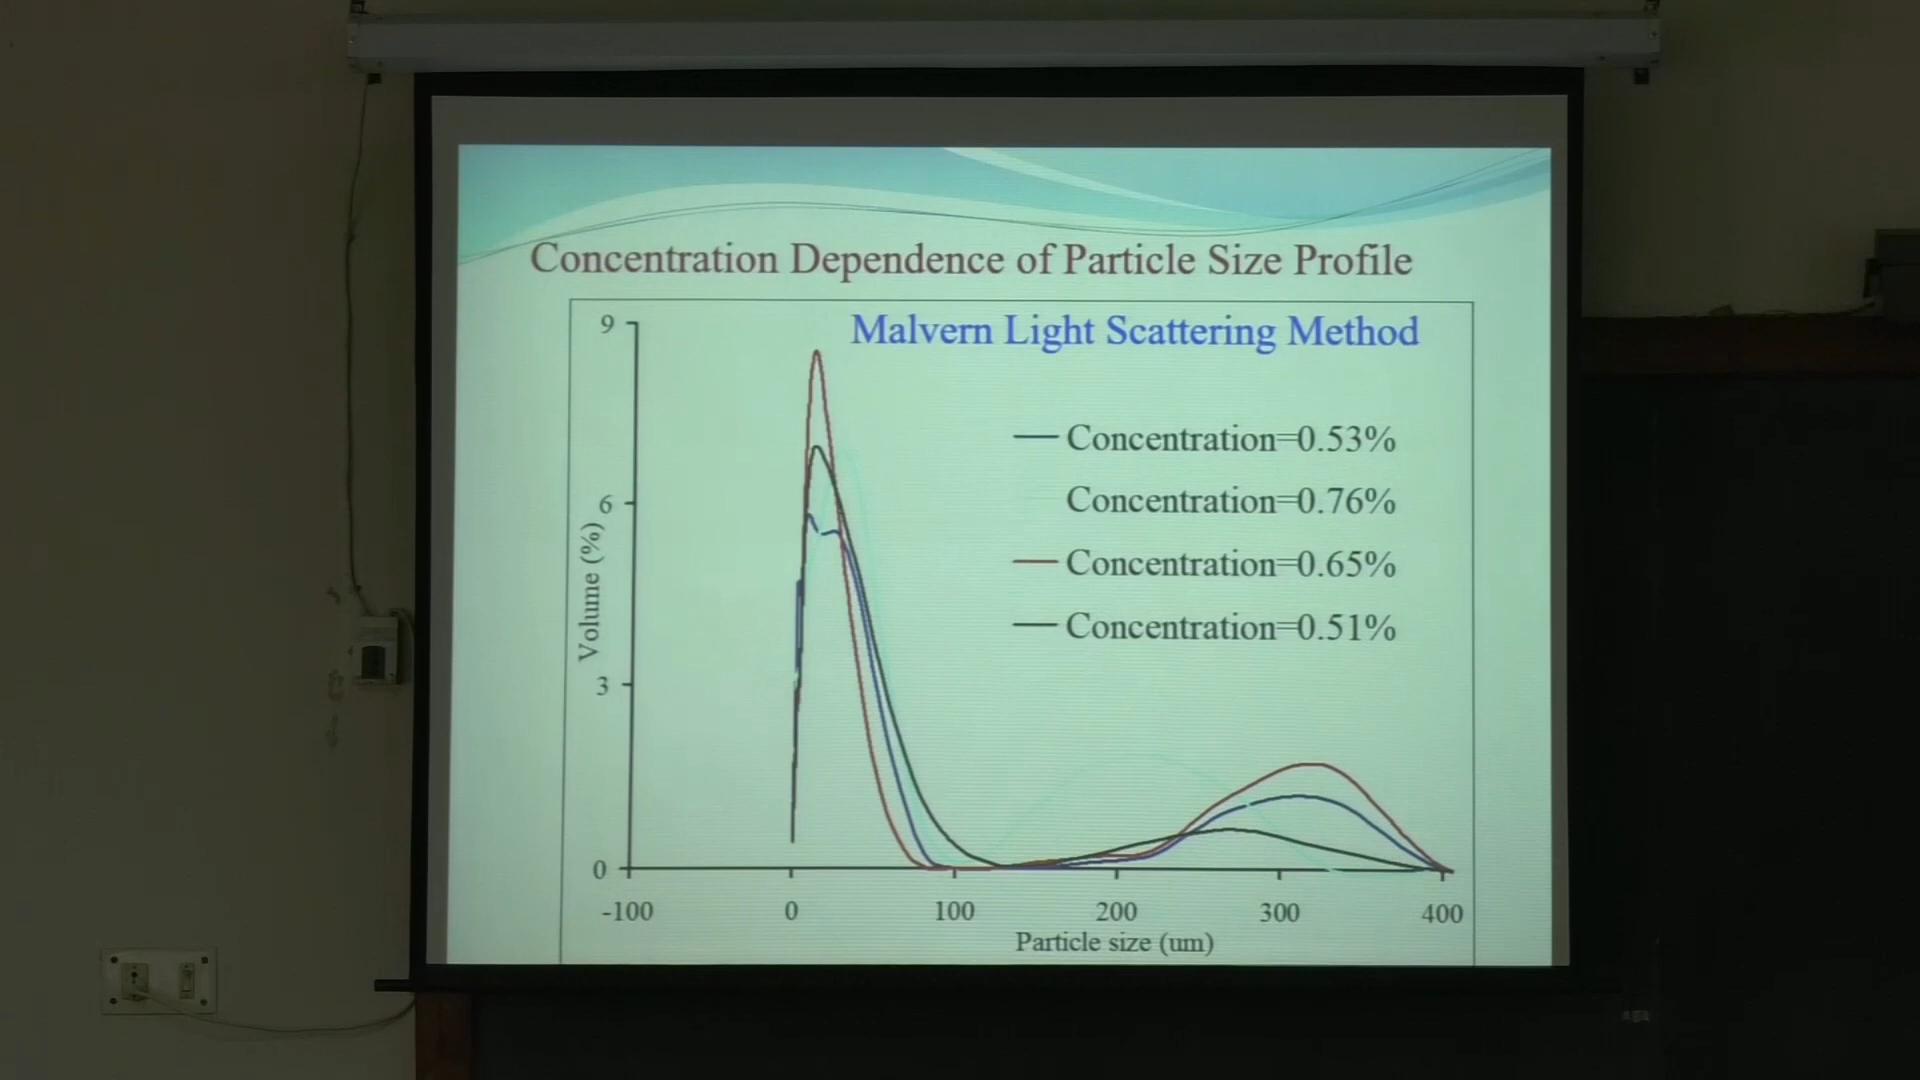 Concentration Dependence of Particle Size Profile
Malvern Light Scattering Method
9
6
3
0
Volume (%)
Concentration=0.53%
Concentration=0.76%
Concentration=0.65%
Concentration=0.51%
-100 0 100 200 300 400
Particle size (um)